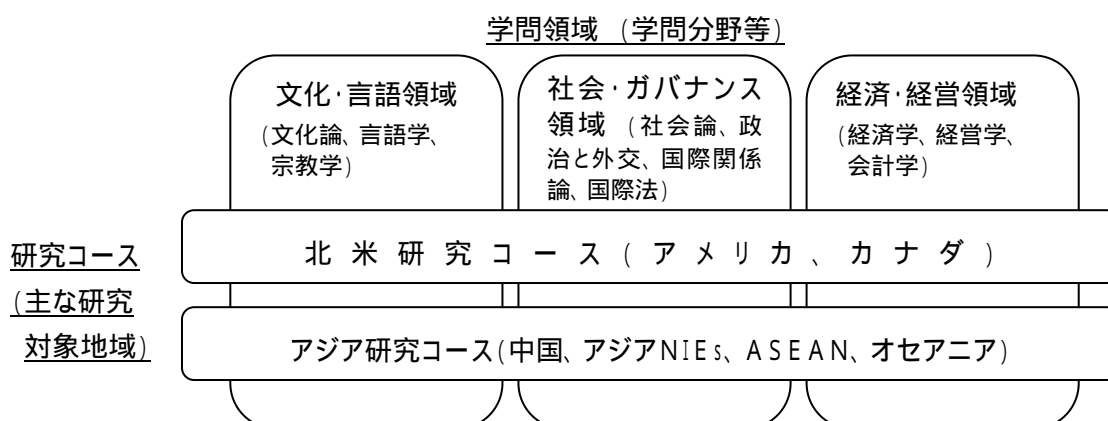 学問領域 (学問分野等)
文化・言語領域
(文化論、言語学、
宗教学)
社会・ガバナンス
領域 (社会論、政
治と外交、国際関係
論、国際法)
経済・経営領域
(経済学、経営学、
会計学)
研究コース
(主な研究
対象地域)
北米研究コース(アメリカ、カナダ)
アジア研究コース(中国、アジアNIEs、ASEAN、オセアニア)